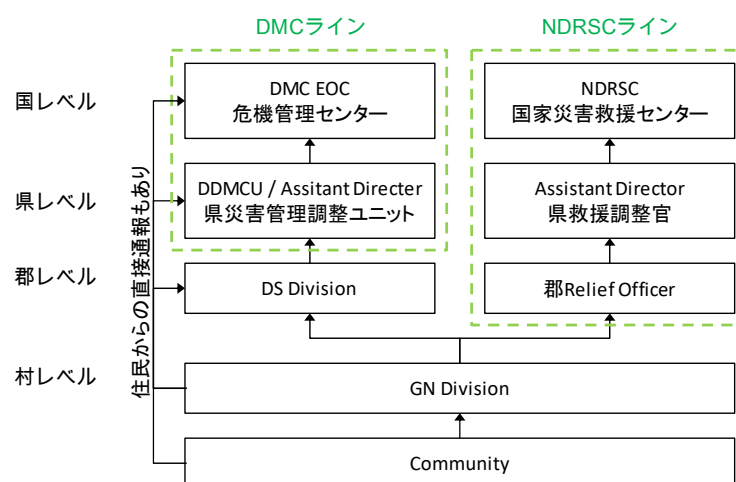 DMCライン
NDRSCライン
国レベル
DMC EOC
危機管理センター
NDRSC
国家災害救援センター
県レベル
DDMCU / Assitant Directer
県災害管理調整ユニット
Assistant Director
県救援調整官
郡レベル
DS Division
郡Relief Officer
住民からの直接通報もあり
村レベル
GN Division
Community